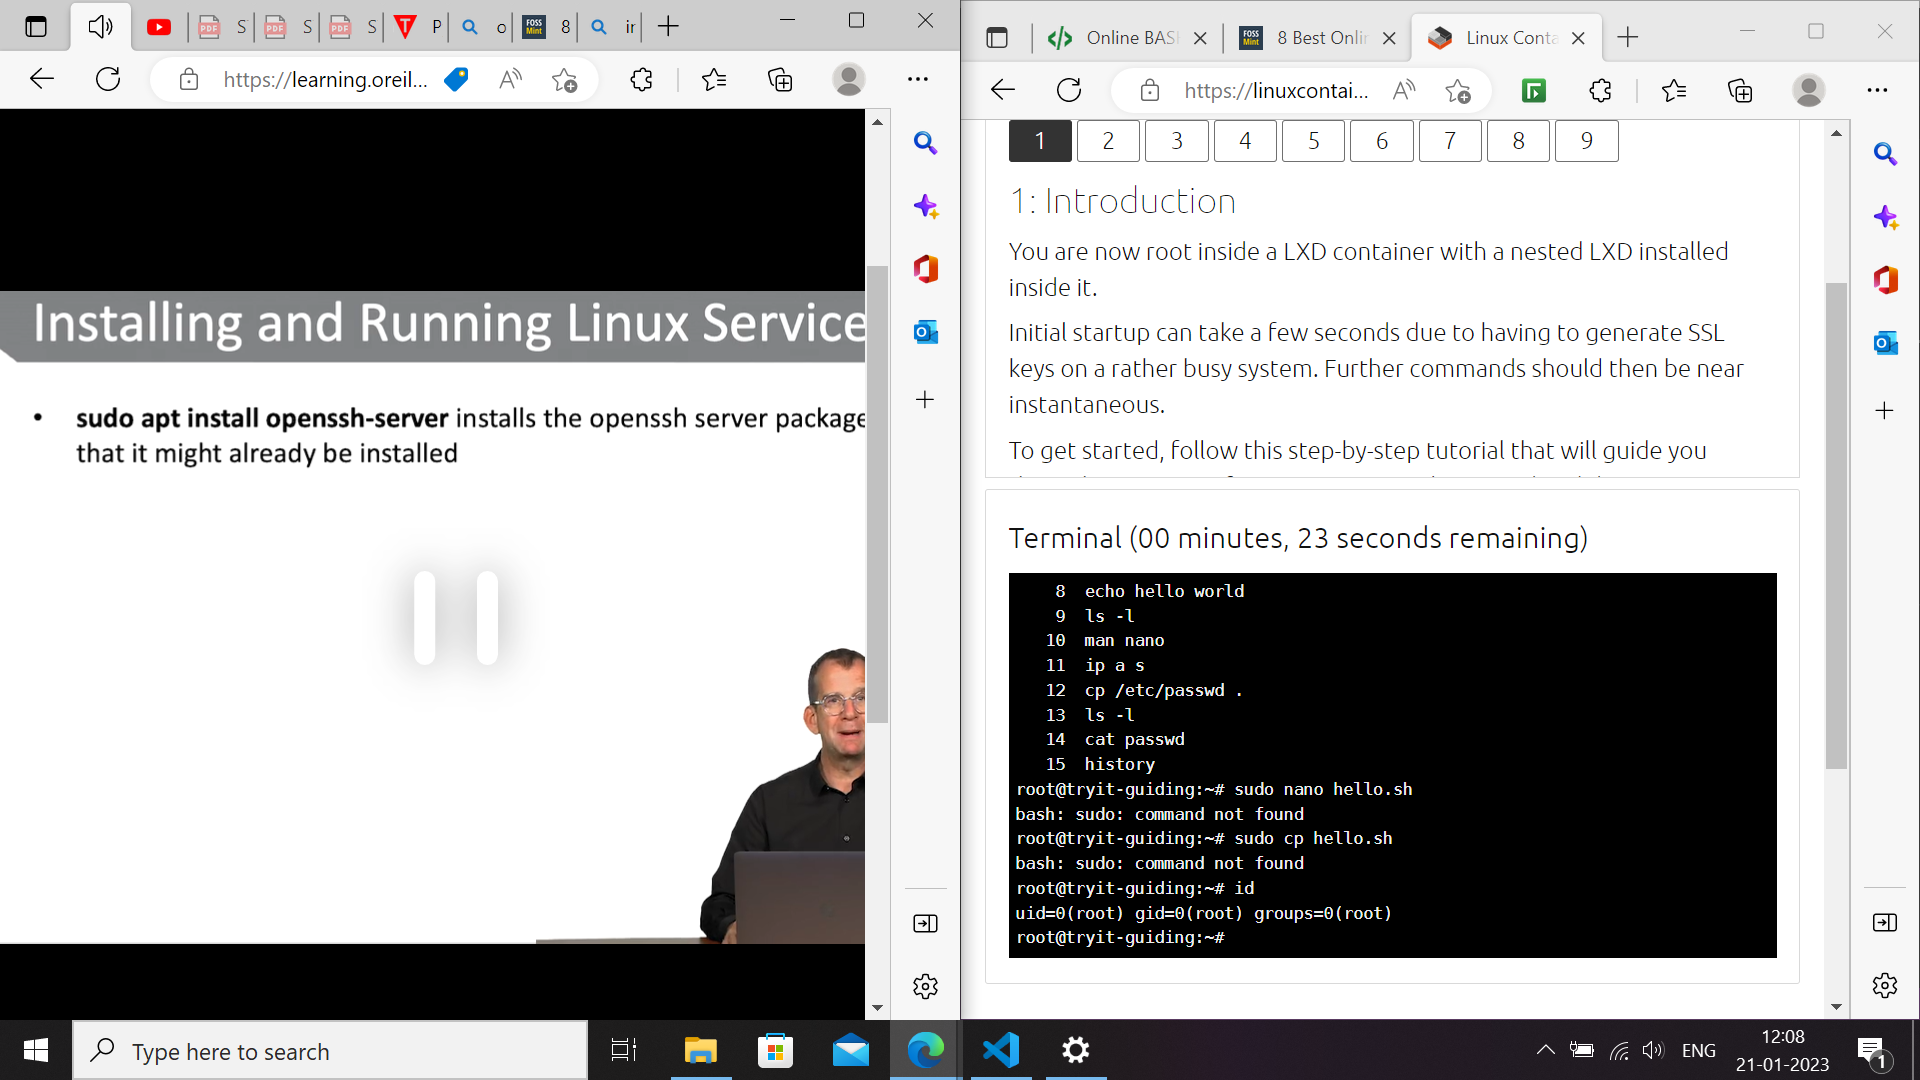 S
S
S
P
o
FOSS
Mint
8
ir
https://learning.oreil...
Installing and Running Linux Service
• sudo apt install openssh-server installs the openssh server package
that it might already be installed
Online BAS
FOSS
Mint
8 Best Onlin
Linux Conta
https://linuxcontai...
1 2 3 4 5 6 7 8 9
1: Introduction
You are now root inside a LXD container with a nested LXD installed
inside it.
Initial startup can take a few seconds due to having to generate SSL
keys on a rather busy system. Further commands should then be near
instantaneous.
To get started, follow this step-by-step tutorial that will guide you
Terminal (00 minutes, 23 seconds remaining)
8 echo hello world
9 ls -l
10 man nano
11 ip a s
12 cp /etc/passwd .
13 ls -l
14 cat passwd
15 history
root@tryit-guiding:~# sudo nano hello.sh
bash: sudo: command not found
root@tryit-guiding:~# sudo cp hello.sh
bash: sudo: command not found
root@tryit-guiding:~# id
uid=0(root) gid=0(root) groups=0(root)
root@tryit-guiding:~#
Type here to search
ENG
12:08
21-01-2023
1